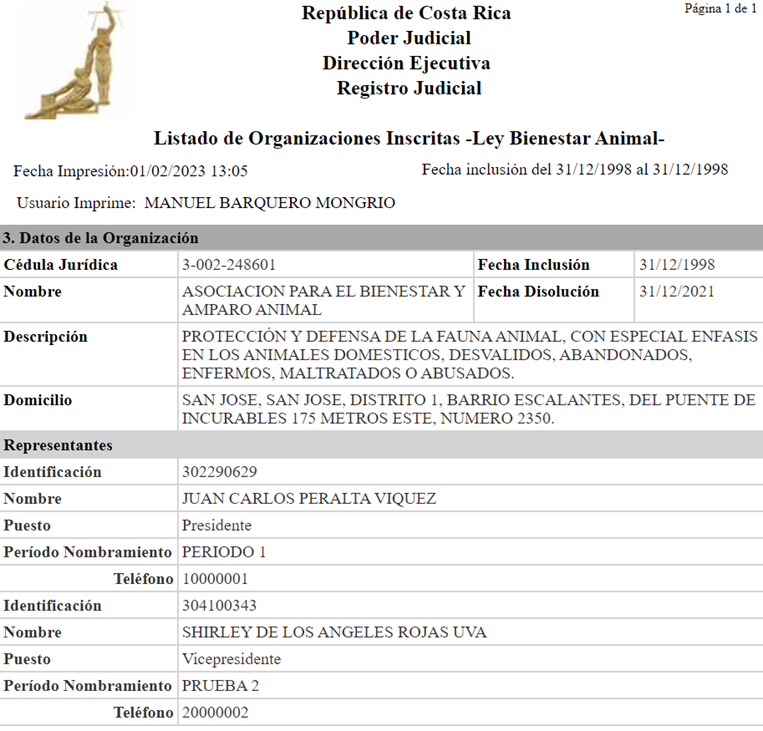 República de Costa Rica
Página 1 de 1
Poder Judicial
Dirección Ejecutiva
Registro Judicial
Listado de Organizaciones Inscritas -Ley Bienestar Animal-
Fecha Impresión:01/02/2023 13:05 Fecha inclusión del 31/12/1998 al 31/12/1998
Usuario Imprime: MANUEL BARQUERO MONGRIO
3. Datos de la Organización
Cédula Jurídica 3-002-248601 Fecha Inclusión 31/12/1998
Nombre ASOCIACION PARA EL BIENESTAR Y Fecha Disolución 31/12/2021
AMPARO ANIMAL
Descripción PROTECCIÓN Y DEFENSA DE LA FAUNA ANIMAL, CON ESPECIAL ENFASIS
EN LOS ANIMALES DOMESTICOS, DESVALIDOS, ABANDONADOS,
ENFERMOS, MALTRATADOS O ABUSADOS.
Domicilio SAN JOSE, SAN JOSE, DISTRITO 1, BARRIO ESCALANTES, DEL PUENTE DE
INCURABLES 175 METROS ESTE, NUMERO 2350.
Representantes
Identificación 302290629
Nombre JUAN CARLOS PERALTA VIQUEZ
Puesto Presidente
Período Nombramiento PERIODO 1
Teléfono 10000001
Identificación 304100343
Nombre SHIRLEY DE LOS ANGELES ROJAS UVA
Puesto Vicepresidente
Período Nombramiento PRUEBA 2
Teléfono 20000002